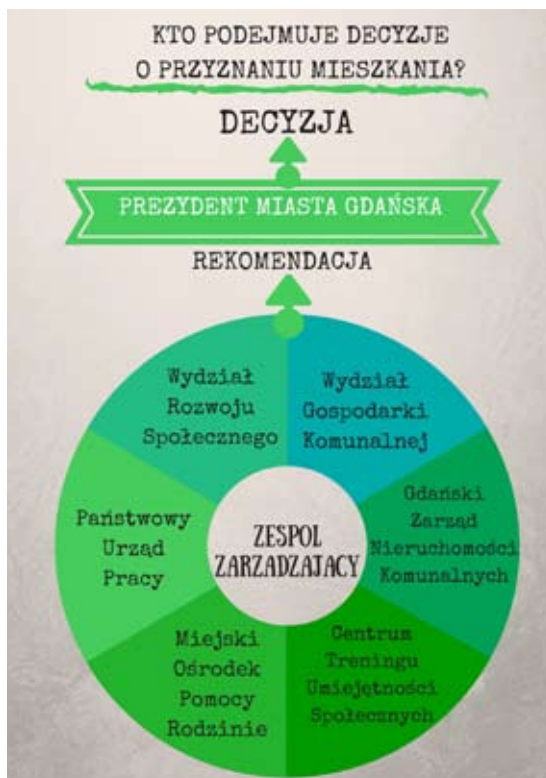 KTO PODEJMUJE DECYZJE
O PRZYZNANIU MIESZKANIA?
DECYZJA
PREZYDENT MIASTA GDAŃSKA
REKOMENDACJA
Wydział
Rozwoju
Społecznego
Wydział
Gospodarki
Komunalnej
Gdański
Zarząd
Nieruchomości
Komunalnych
Centrum
Treningu
Umiejętności
Społecznych
Miejski
Ośrodek
Pomocy
Rodzinie
Państwowy
Urząd
Pracy
ZESPOL
ZARZADZAJACY